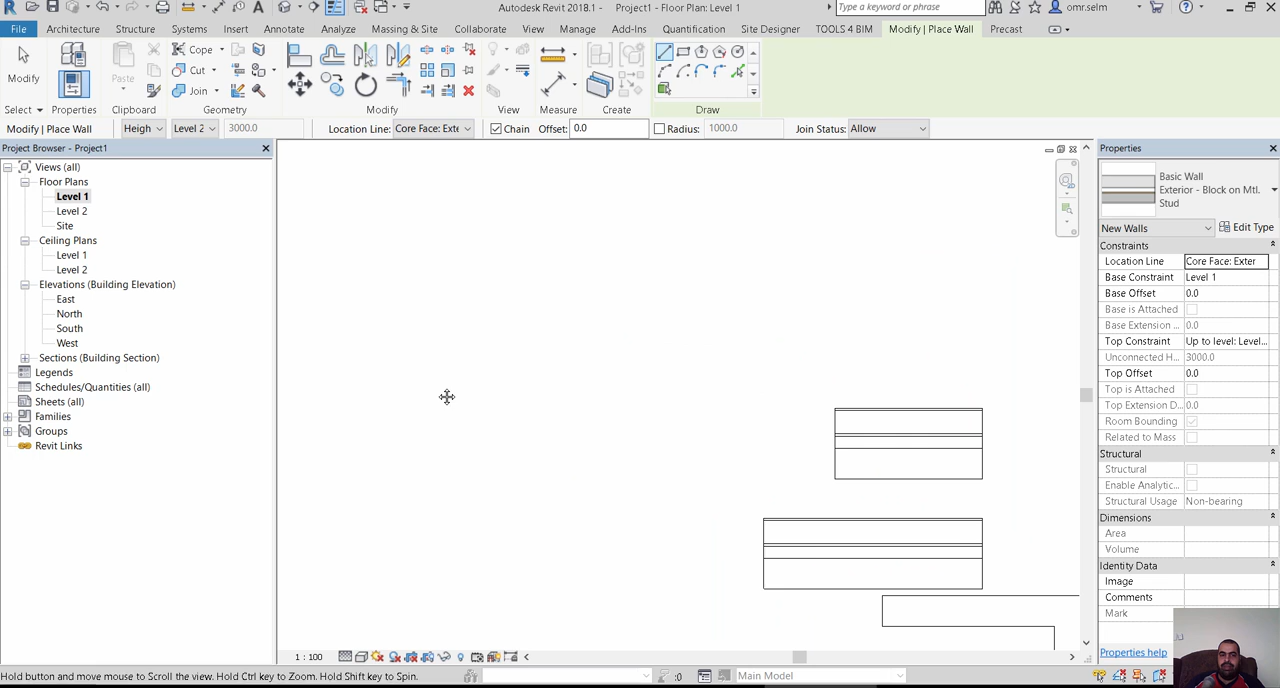 Autodesk Revit 2018.1 - Project1 - Floor Plan: Level 1
Type a keyword or phrase
omr.selm
File Architecture Structure Systems Insert Annotate Analyze Massing & Site Collaborate View Manage Add-Ins Quantification Site Designer TOOLS 4 BIM Modify | Place Wall Precast
Modify
Paste
Cope
Cut
Join
Select Properties Clipboard Geometry Modify View Measure Create Draw
Modify | Place Wall Heigh Level 2 3000.0 Location Line: Core Face: Exte Chain Offset: 0.0 Radius: 1000.0 Join Status: Allow
Project Browser - Project1
Views (all)
Floor Plans
Level 1
Level 2
Site
Ceiling Plans
Level 1
Level 2
Elevations (Building Elevation)
East
North
South
West
Sections (Building Section)
Legends
Schedules/Quantities (all)
Sheets (all)
Families
Groups
Revit Links
Properties
Basic Wall
Exterior - Block on Mtl.
Stud
New Walls Edit Type
Constraints
Location Line Core Face: Exter
Base Constraint Level 1
Base Offset 0.0
Base is Attached
Base Extension ... 0.0
Top Constraint Up to level: Level...
Unconnected H... 3000.0
Top Offset 0.0
Top is Attached
Top Extension D... 0.0
Room Bounding
Related to Mass
Structural
Structural
Enable Analytic...
Structural Usage Non-bearing
Dimensions
Area
Volume
Identity Data
Image
Comments
Mark
Properties help
1 : 100
Hold button and move mouse to Scroll the view. Hold Ctrl key to Zoom. Hold Shift key to Spin. :0 Main Model